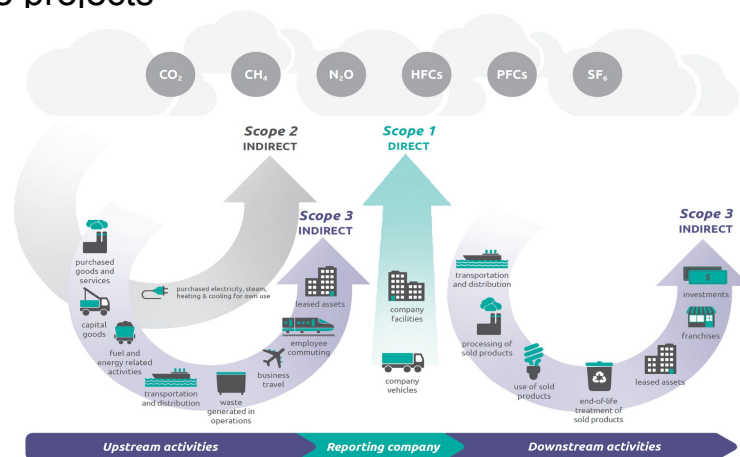 projects
CO₂ CH₄ N₂O HFCs PFCs SF₆
Scope 2
INDIRECT
Scope 1
DIRECT
Scope 3
INDIRECT
Scope 3
INDIRECT
purchased
goods and
services
capital
goods
fuel and
energy related
activities
transportation
and distribution
waste
generated in
operations
business
travel
employee
commuting
leased assets
purchased electricity, steam,
heating & cooling for own use
company
facilities
company
vehicles
transportation
and distribution
processing of
sold products
use of sold
products
end-of-life
treatment of
sold products
leased assets
franchises
investments
$
Upstream activities
Reporting company
Downstream activities